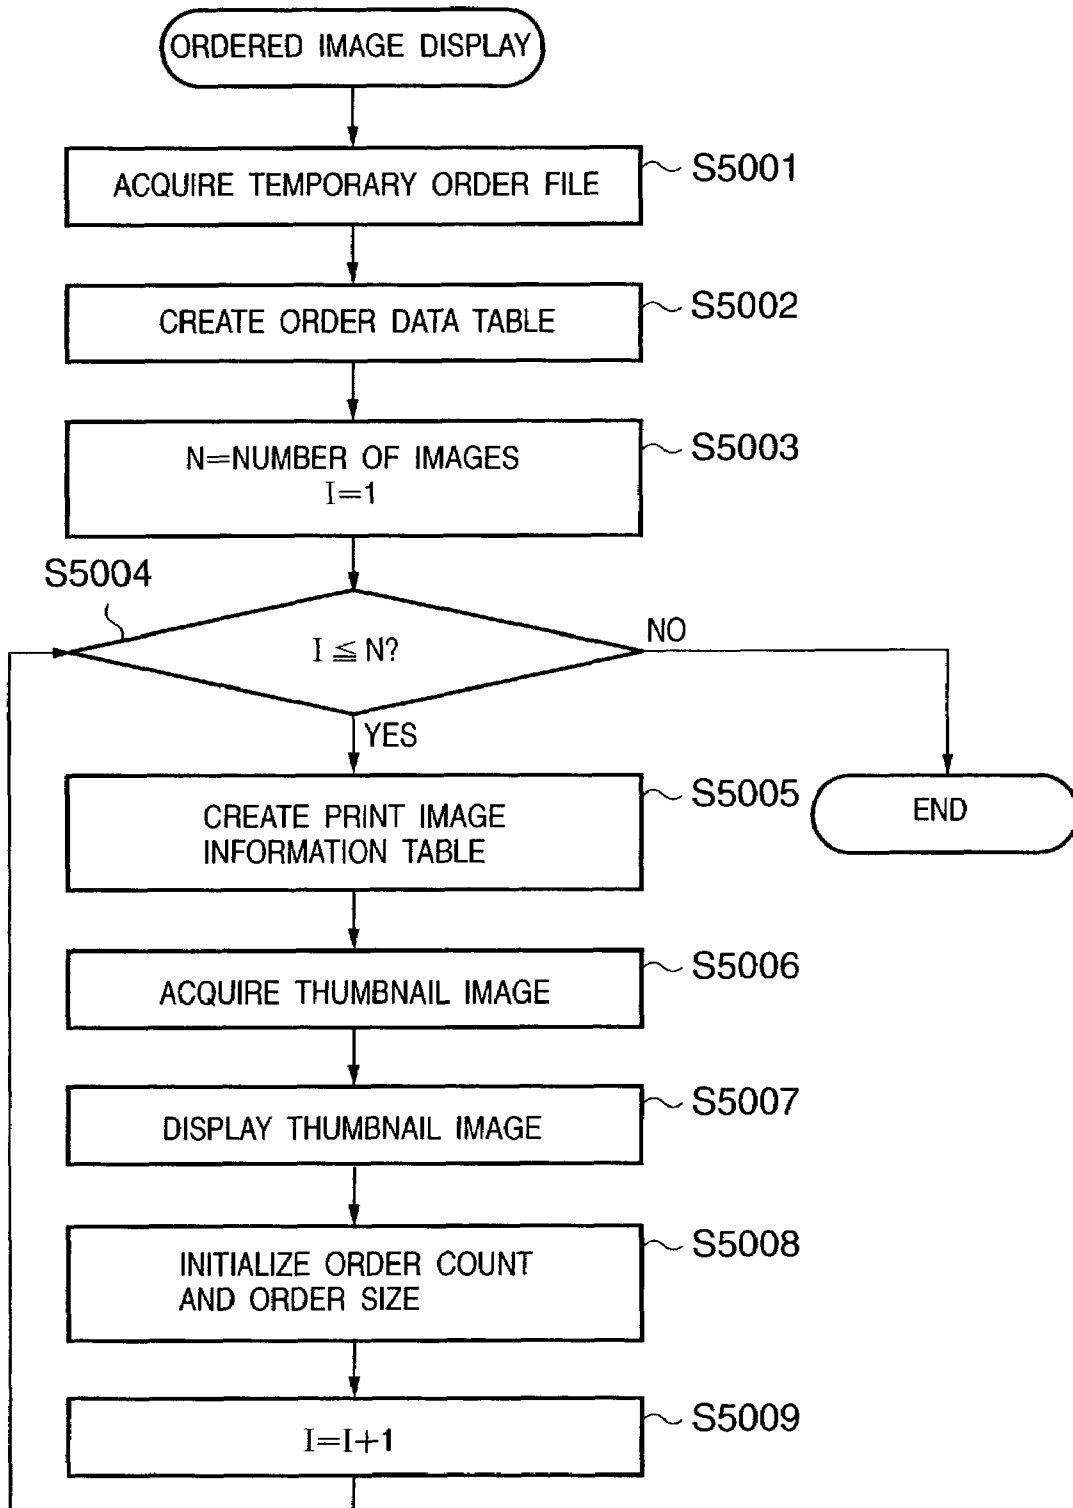 ORDERED IMAGE DISPLAY
ACQUIRE TEMPORARY ORDER FILE
S5001
CREATE ORDER DATA TABLE
S5002
N=NUMBER OF IMAGES
I=1
S5003
S5004
I ≦ N?
NO
YES
CREATE PRINT IMAGE
INFORMATION TABLE
S5005
END
ACQUIRE THUMBNAIL IMAGE
S5006
DISPLAY THUMBNAIL IMAGE
S5007
INITIALIZE ORDER COUNT
AND ORDER SIZE
S5008
I=I+1
S5009